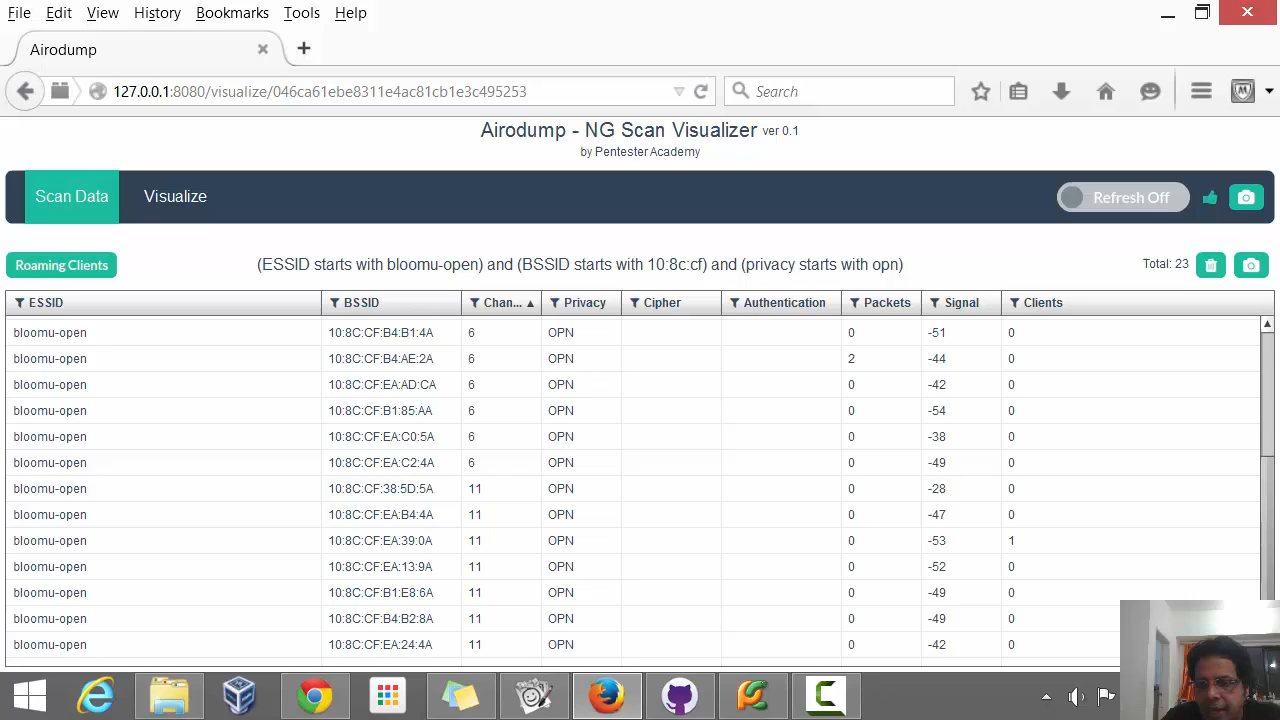 File Edit View History Bookmarks Tools Help
Airodump
127.0.0.1:8080/visualize/046ca61ebe8311e4ac81cb1e3c495253
Search
Airodump - NG Scan Visualizer ver 0.1
by Pentester Academy
Scan Data Visualize Refresh Off
Roaming Clients (ESSID starts with bloomu-open) and (BSSID starts with 10:8c:cf) and (privacy starts with opn) Total: 23
ESSID BSSID Chan... Privacy Cipher Authentication Packets Signal Clients
bloomu-open 10:8C:CF:B4:B1:4A 6 OPN 0 -51 0
bloomu-open 10:8C:CF:B4:AE:2A 6 OPN 2 -44 0
bloomu-open 10:8C:CF:EA:AD:CA 6 OPN 0 -42 0
bloomu-open 10:8C:CF:B1:85:AA 6 OPN 0 -54 0
bloomu-open 10:8C:CF:EA:C0:5A 6 OPN 0 -38 0
bloomu-open 10:8C:CF:EA:C2:4A 6 OPN 0 -49 0
bloomu-open 10:8C:CF:38:5D:5A 11 OPN 0 -28 0
bloomu-open 10:8C:CF:EA:B4:4A 11 OPN 0 -47 0
bloomu-open 10:8C:CF:EA:39:0A 11 OPN 0 -53 1
bloomu-open 10:8C:CF:EA:13:9A 11 OPN 0 -52 0
bloomu-open 10:8C:CF:B1:E8:6A 11 OPN 0 -49 0
bloomu-open 10:8C:CF:B4:B2:8A 11 OPN 0 -49 0
bloomu-open 10:8C:CF:EA:24:4A 11 OPN 0 -42 0